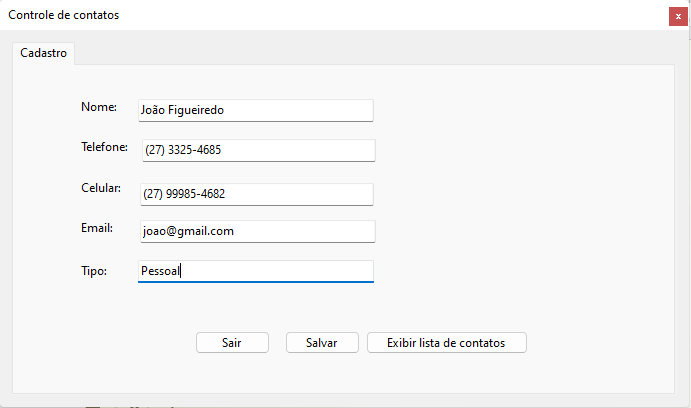 Controle de contatos
x
Cadastro
Nome: João Figueiredo
Telefone: (27) 3325-4685
Celular: (27) 99985-4682
Email: joao@gmail.com
Tipo: Pessoal
Sair Salvar Exibir lista de contatos